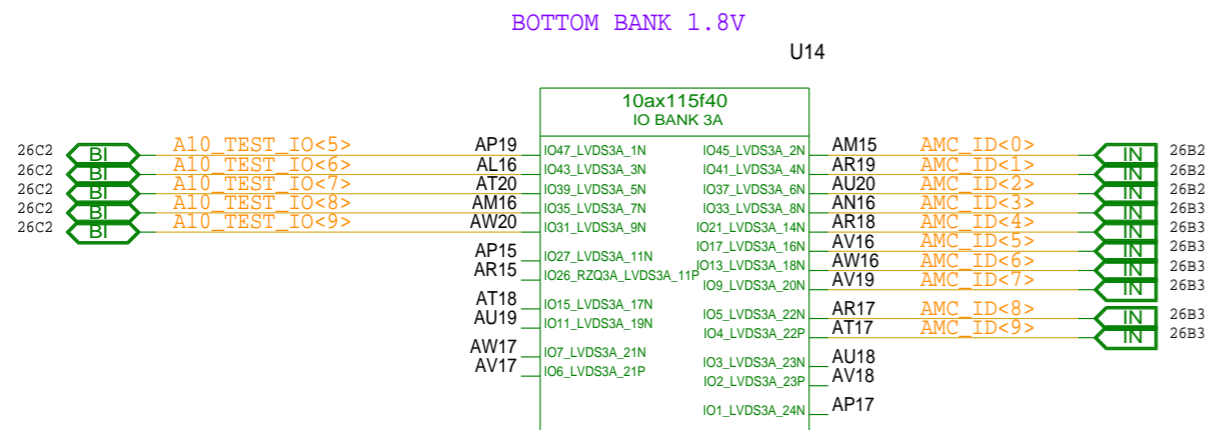 BOTTOM BANK 1.8V
U14
10ax115f40
IO BANK 3A
26C2 BI A10_TEST_IO<5> AP19 IO47_LVDS3A_1N IO45_LVDS3A_2N AM15 AMC_ID<0> IN 26B2
26C2 BI A10_TEST_IO<6> AL16 IO43_LVDS3A_3N IO41_LVDS3A_4N AR19 AMC_ID<1> IN 26B2
26C2 BI A10_TEST_IO<7> AT20 IO39_LVDS3A_5N IO37_LVDS3A_6N AU20 AMC_ID<2> IN 26B2
26C2 BI A10_TEST_IO<8> AM16 IO35_LVDS3A_7N IO33_LVDS3A_8N AN16 AMC_ID<3> IN 26B3
26C2 BI A10_TEST_IO<9> AW20 IO31_LVDS3A_9N IO21_LVDS3A_14N AR18 AMC_ID<4> IN 26B3
AP15 IO27_LVDS3A_11N IO17_LVDS3A_16N AV16 AMC_ID<5> IN 26B3
AR15 IO26_RZQ3A_LVDS3A_11P IO13_LVDS3A_18N AW16 AMC_ID<6> IN 26B3
IO9_LVDS3A_20N AV19 AMC_ID<7> IN 26B3
AT18 IO15_LVDS3A_17N IO5_LVDS3A_22N AR17 AMC_ID<8> IN 26B3
AU19 IO11_LVDS3A_19N IO4_LVDS3A_22P AT17 AMC_ID<9> IN 26B3
AW17 IO7_LVDS3A_21N IO3_LVDS3A_23N AU18
AV17 IO6_LVDS3A_21P IO2_LVDS3A_23P AV18
IO1_LVDS3A_24N AP17